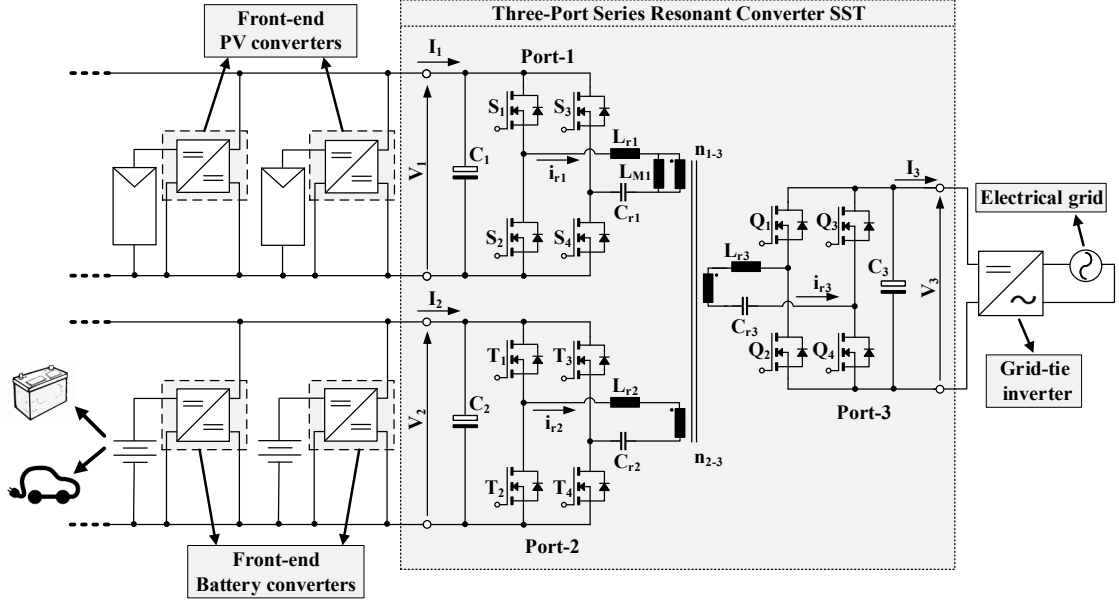 Three-Port Series Resonant Converter SST
Front-end
PV converters
I1
Port-1
S1
S3
V1
C1
Lr1
ir1
LM1
Cr1
n1-3
S2
S4
I3
Electrical grid
Q1
Q3
Lr3
C3
V3
ir3
Cr3
I2
T1
T3
Q2
Q4
Grid-tie
inverter
V2
C2
Lr2
Port-3
ir2
Cr2
n2-3
T2
T4
Port-2
Front-end
Battery converters